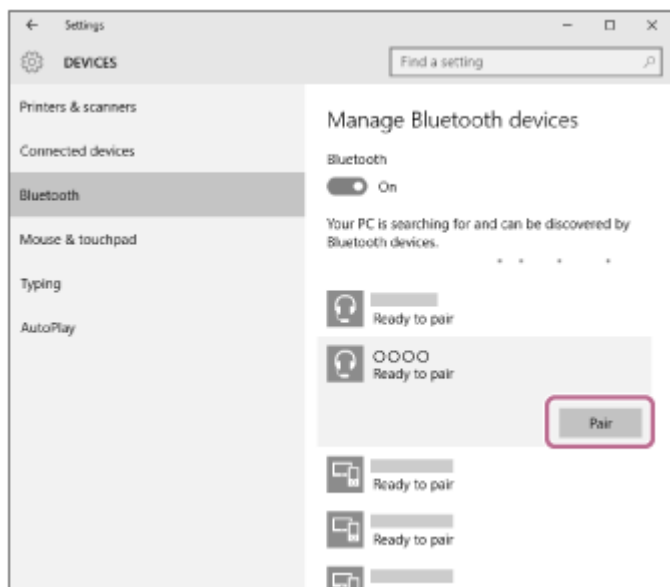 Settings
DEVICES
Find a setting
Printers & scanners
Connected devices
Bluetooth
Mouse & touchpad
Typing
AutoPlay
Manage Bluetooth devices
Bluetooth
On
Your PC is searching for and can be discovered by
Bluetooth devices.
Ready to pair
OOOO
Ready to pair
Pair
Ready to pair
Ready to pair